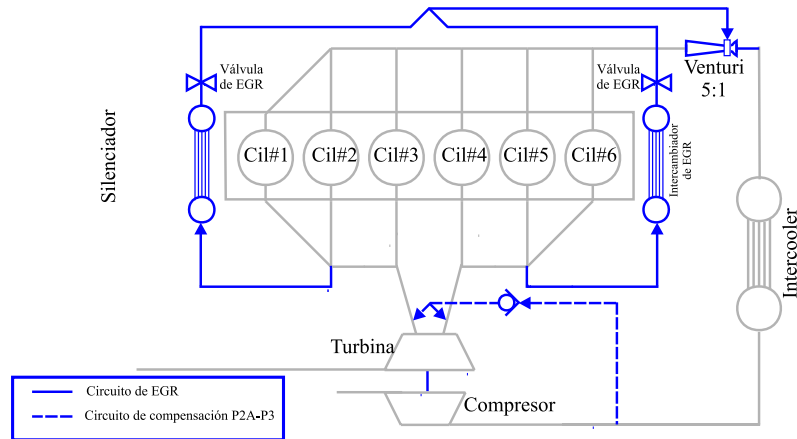 Válvula
de EGR
Válvula
de EGR
Venturi
5:1
Silenciador
Cil#1
Cil#2
Cil#3
Cil#4
Cil#5
Cil#6
Intercambiador
de EGR
Intercooler
Turbina
Compresor
Circuito de EGR
Circuito de compensación P2A-P3